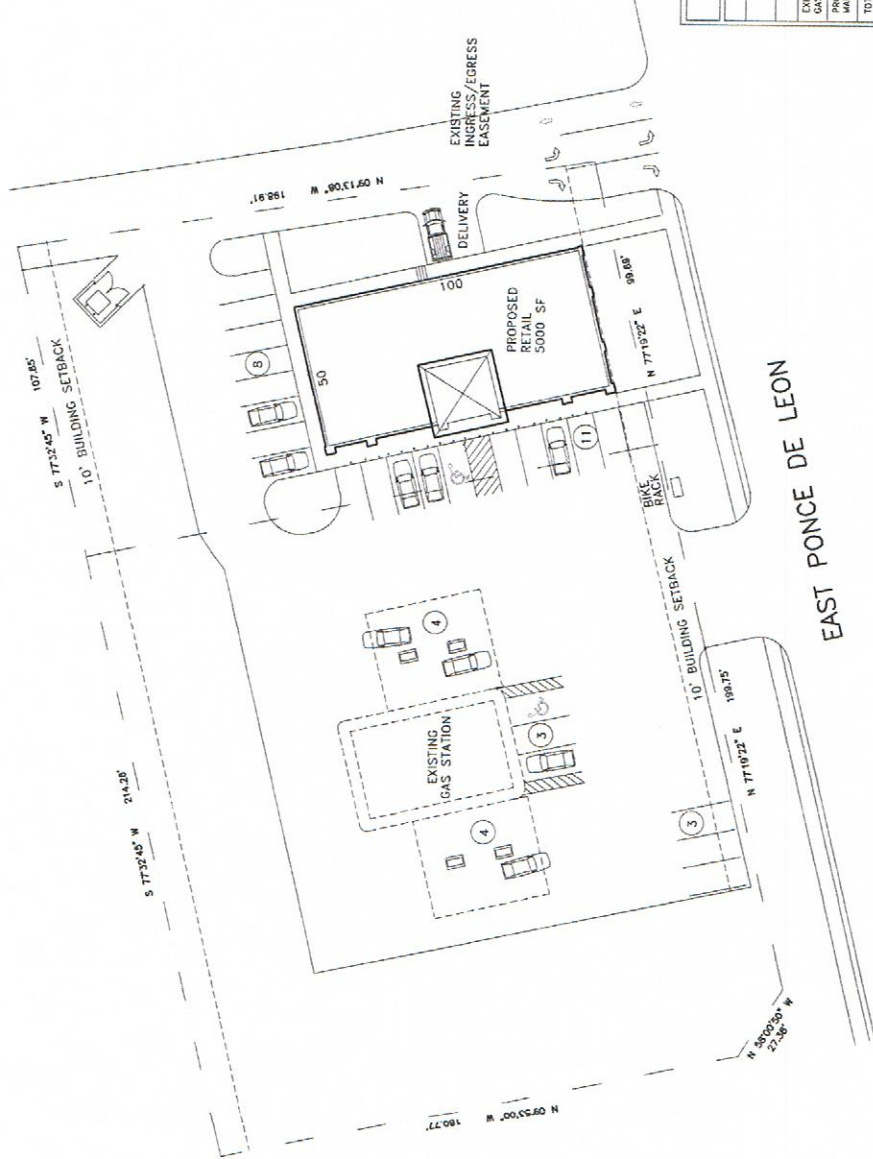 S 77°32'45" W 107.85'
10' BUILDING SETBACK
S 77°32'45" W 214.28'
N 09°13'08" W 198.91'
8
50
100
PROPOSED
RETAIL
5000 SF
DELIVERY
EXISTING
INGRESS/EGRESS
EASEMENT
11
BIKE
RACK
N 77°19'22" E 99.69'
4
EXISTING
GAS STATION
3
4
3
10' BUILDING SETBACK
N 77°19'22" E 199.75'
EAST PONCE DE LEON
N 58°00'50" W
27.38'
N 09°53'00" W 180.77'